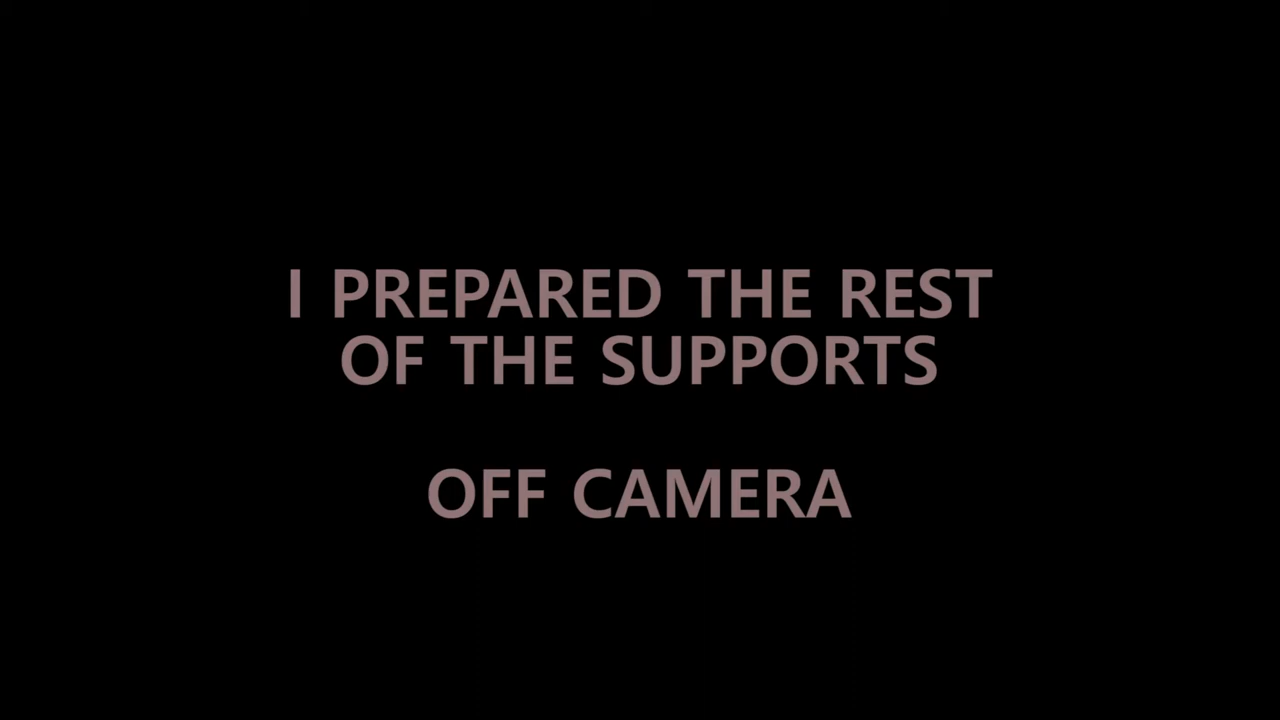 I PREPARED THE REST
OF THE SUPPORTS
OFF CAMERA